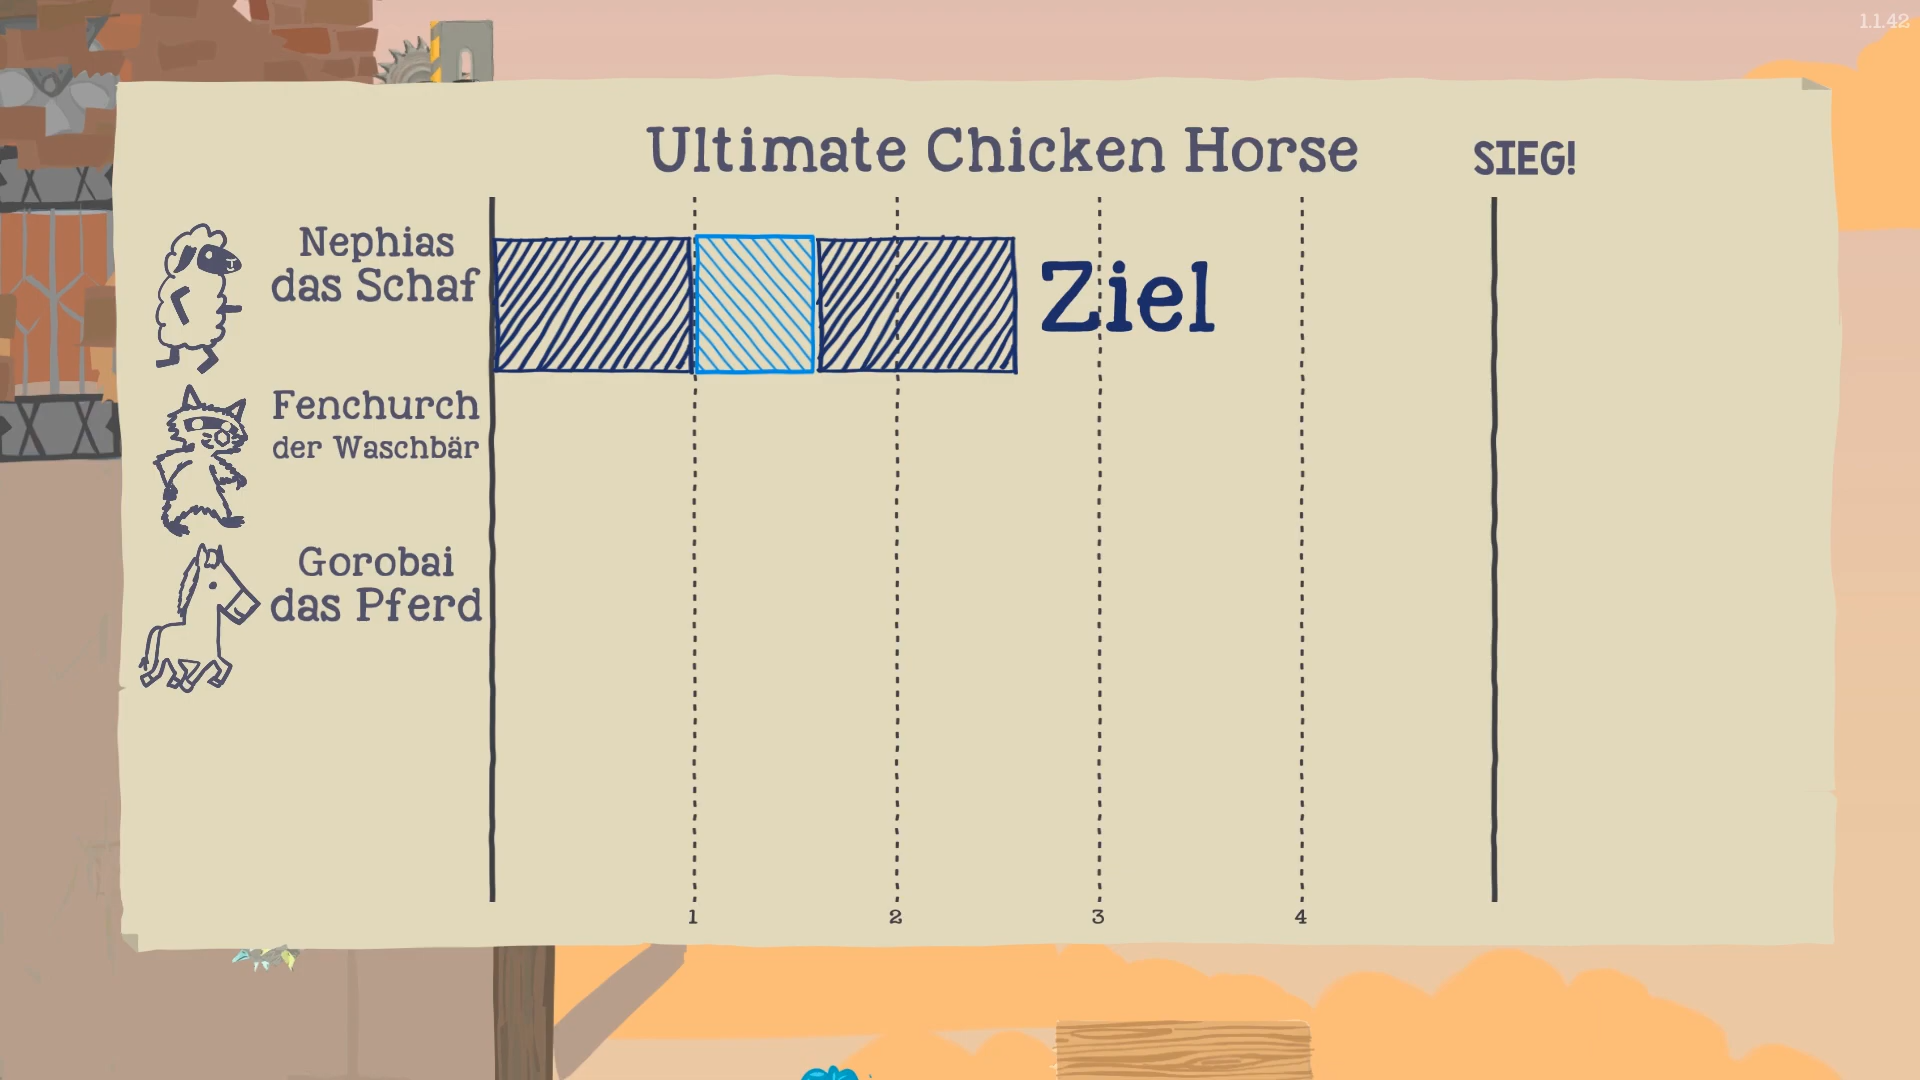 1.1.42
Ultimate Chicken Horse
SIEG!
Nephias
das Schaf
Ziel
Fenchurch
der Waschbär
Gorobai
das Pferd
1 2 3 4